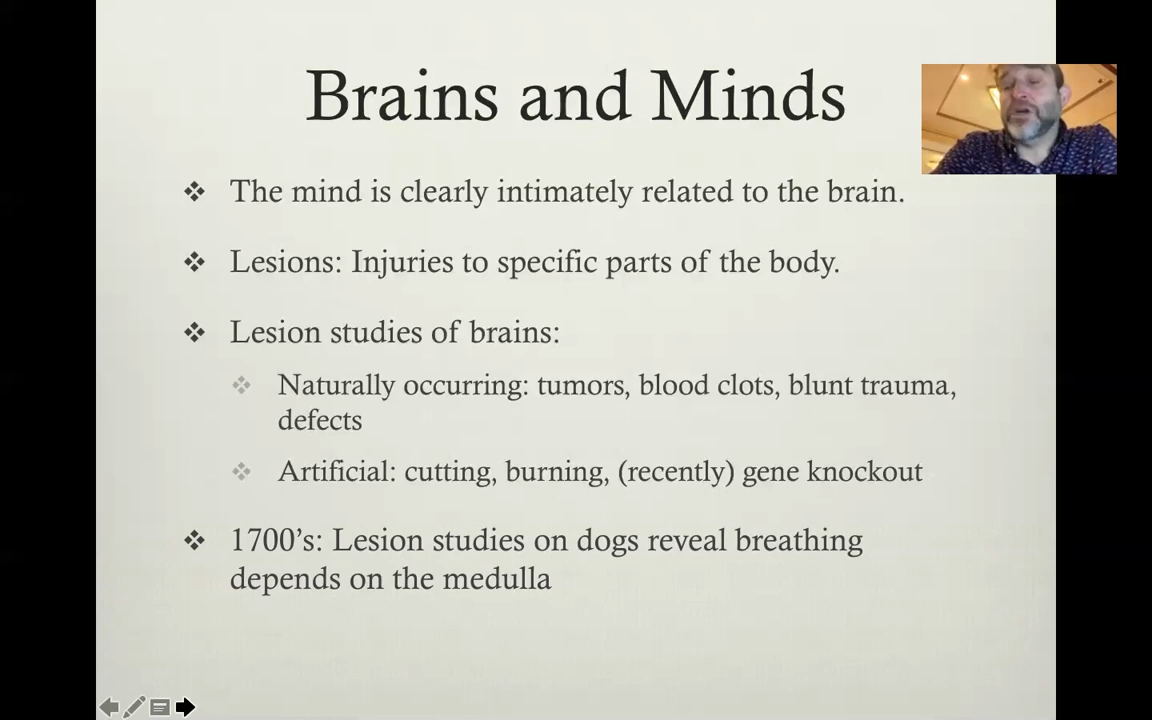 Brains and Minds
The mind is clearly intimately related to the brain.
Lesions: Injuries to specific parts of the body.
Lesion studies of brains:
Naturally occurring: tumors, blood clots, blunt trauma,
defects
Artificial: cutting, burning, (recently) gene knockout
1700’s: Lesion studies on dogs reveal breathing
depends on the medulla